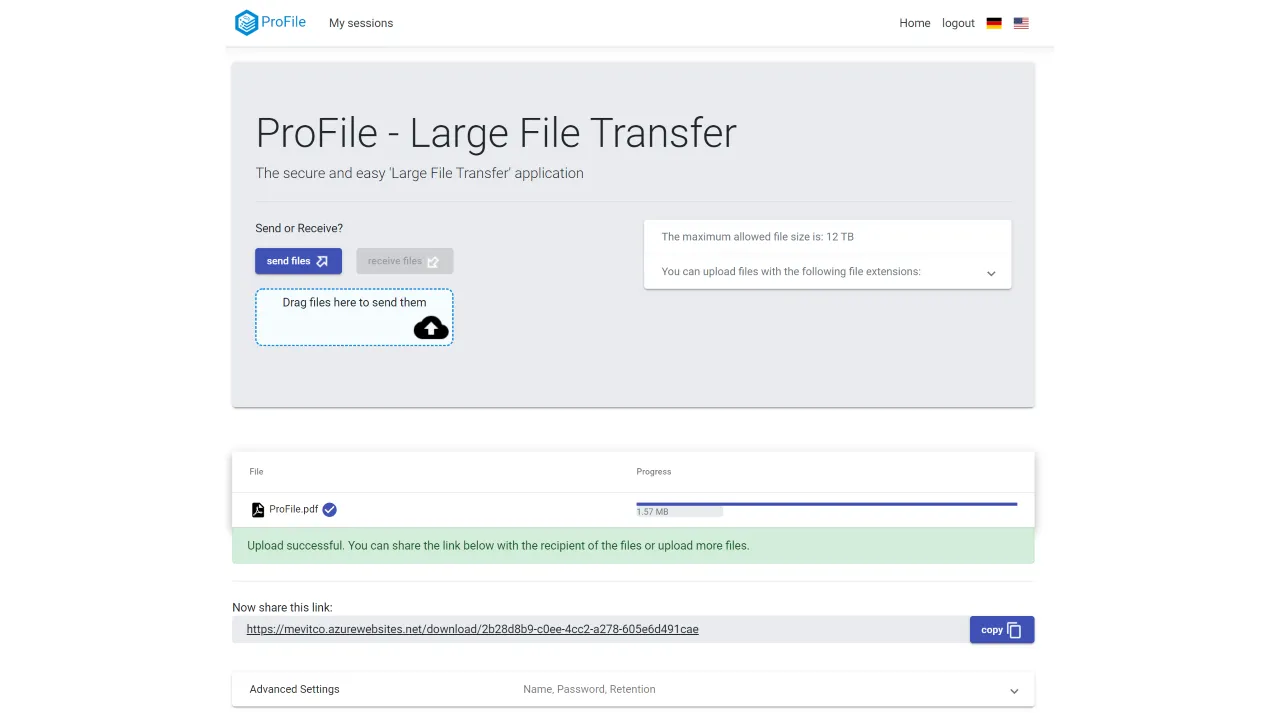 ProFile My sessions Home logout
ProFile - Large File Transfer
The secure and easy 'Large File Transfer' application
Send or Receive?
send files receive files
Drag files here to send them
The maximum allowed file size is: 12 TB
You can upload files with the following file extensions:
File Progress
ProFile.pdf 1.57 MB
Upload successful. You can share the link below with the recipient of the files or upload more files.
Now share this link:
https://mevitco.azurewebsites.net/download/2b28d8b9-c0ee-4cc2-a278-605e6d491cae copy
Advanced Settings Name, Password, Retention